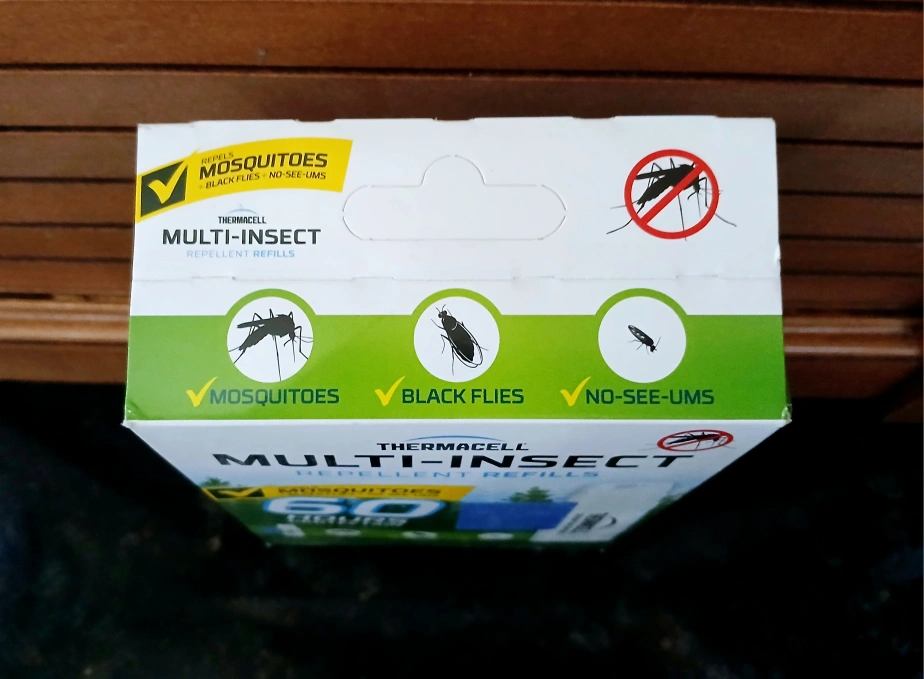 REPELS
MOSQUITOES
+ BLACK FLIES + NO-SEE-UMS
THERMACELL
MULTI-INSECT
REPELLENT REFILLS
MOSQUITOES
BLACK FLIES
NO-SEE-UMS
THERMACELL
MULTI-INSECT
REPELLENT REFILLS
MOSQUITOES
60
HOURS